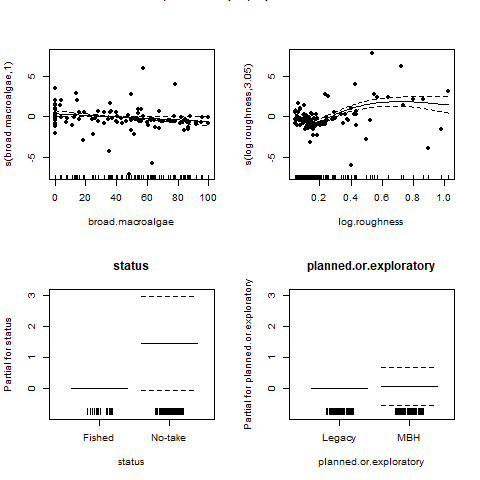 s(broad.macroalgae,1)
5
0
-5
0 20 40 60 80 100
broad.macroalgae
s(log.roughness,3.05)
5
0
-5
0.2 0.4 0.6 0.8 1.0
log.roughness
status
Partial for status
3
2
1
0
Fished No-take
status
planned.or.exploratory
Partial for planned.or.exploratory
3
2
1
0
Legacy MBH
planned.or.exploratory